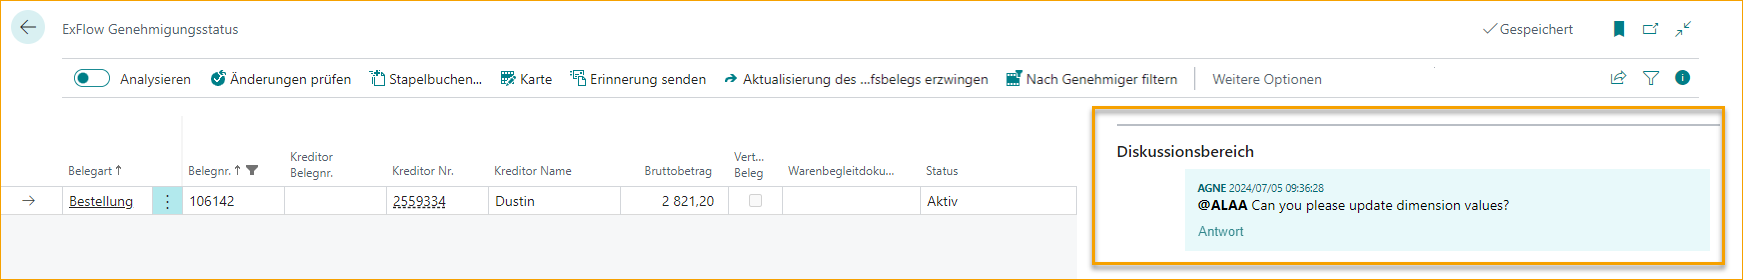 ExFlow Genehmigungsstatus
Gespeichert
Analysieren Änderungen prüfen Stapelbuchen... Karte Erinnerung senden Aktualisierung des ...fsbelegs erzwingen Nach Genehmiger filtern Weitere Optionen
Diskussionsbereich
Belegart ↑ Belegnr. ↑ Kreditor Belegnr. Kreditor Nr. Kreditor Name Bruttobetrag Vert... Beleg Warenbegleitdoku... Status
Bestellung 106142 2559334 Dustin 2 821,20 Aktiv
AGNE 2024/07/05 09:36:28
@ALAA Can you please update dimension values?
Antwort